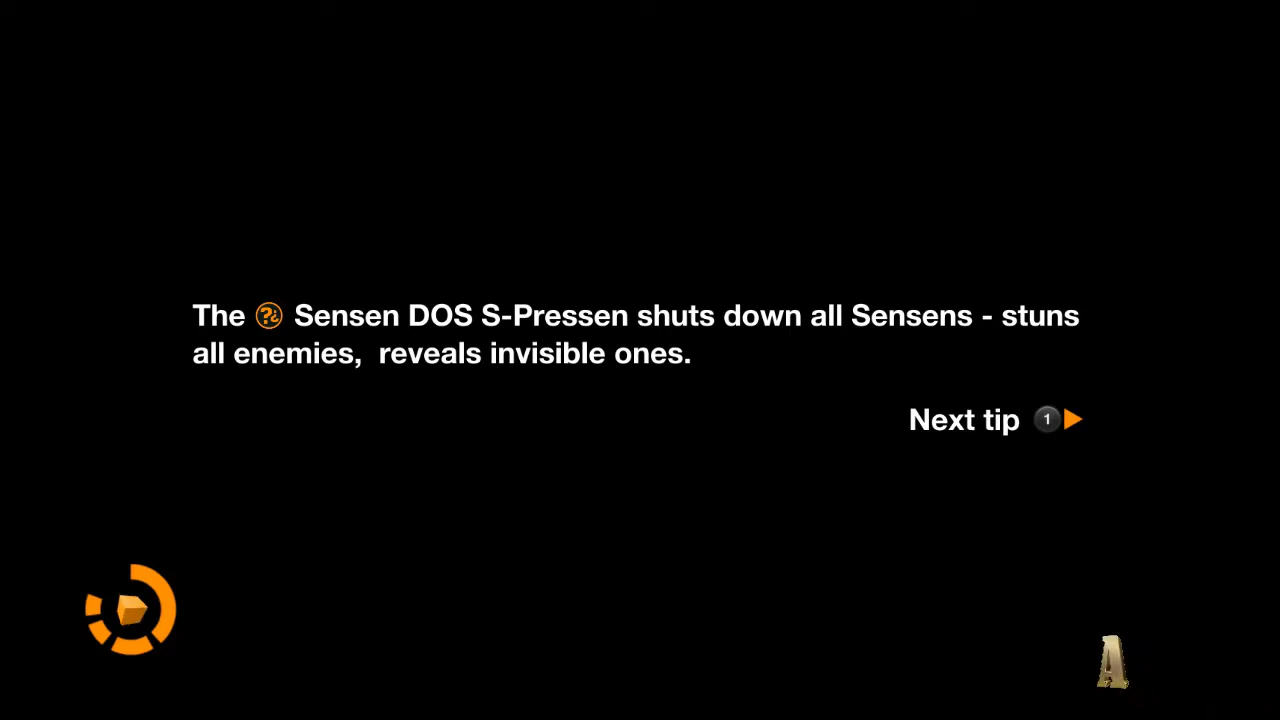 The Sensen DOS S-Pressen shuts down all Sensens - stuns
all enemies,  reveals invisible ones.
Next tip 1
A